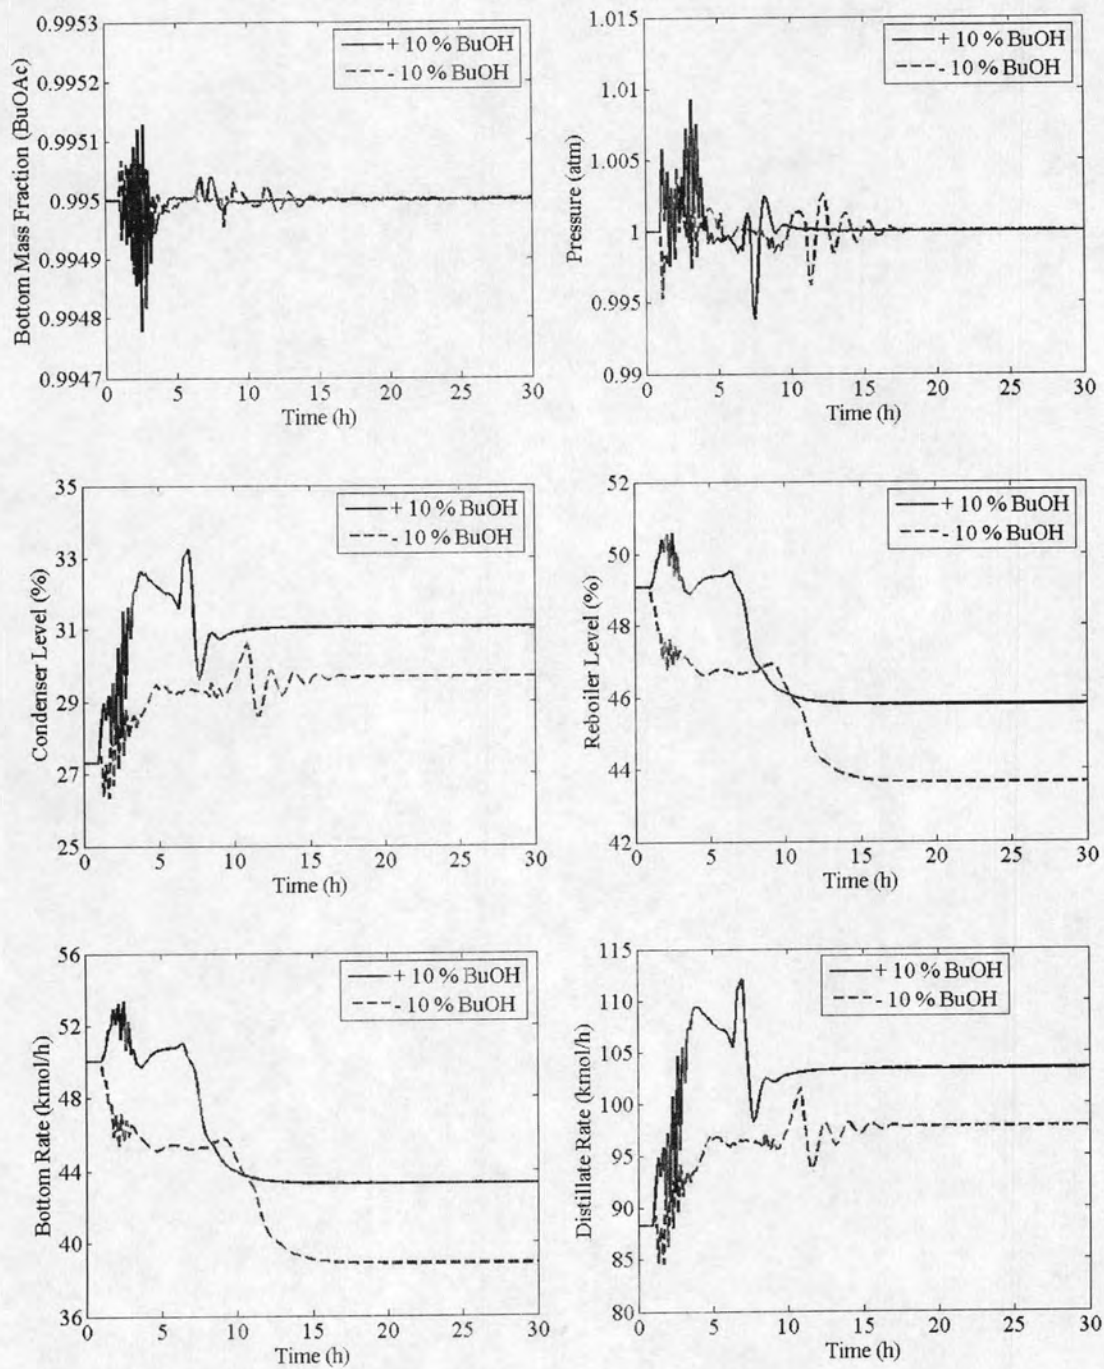 0.9953
0.9952
0.9951
0.995
0.9949
0.9948
0.9947
Bottom Mass Fraction (BuOAc)
+ 10 % BuOH
- 10 % BuOH
0 5 10 15 20 25 30
Time (h)
1.015
1.01
1.005
1
0.995
0.99
Pressure (atm)
+ 10 % BuOH
- 10 % BuOH
0 5 10 15 20 25 30
Time (h)
35
33
31
29
27
25
Condenser Level (%)
+ 10 % BuOH
- 10 % BuOH
0 5 10 15 20 25 30
Time (h)
52
50
48
46
44
42
Reboiler Level (%)
+ 10 % BuOH
- 10 % BuOH
0 5 10 15 20 25 30
Time (h)
56
52
48
44
40
36
Bottom Rate (kmol/h)
+ 10 % BuOH
- 10 % BuOH
0 5 10 15 20 25 30
Time (h)
115
110
105
100
95
90
85
80
Distillate Rate (kmol/h)
+ 10 % BuOH
- 10 % BuOH
0 5 10 15 20 25 30
Time (h)